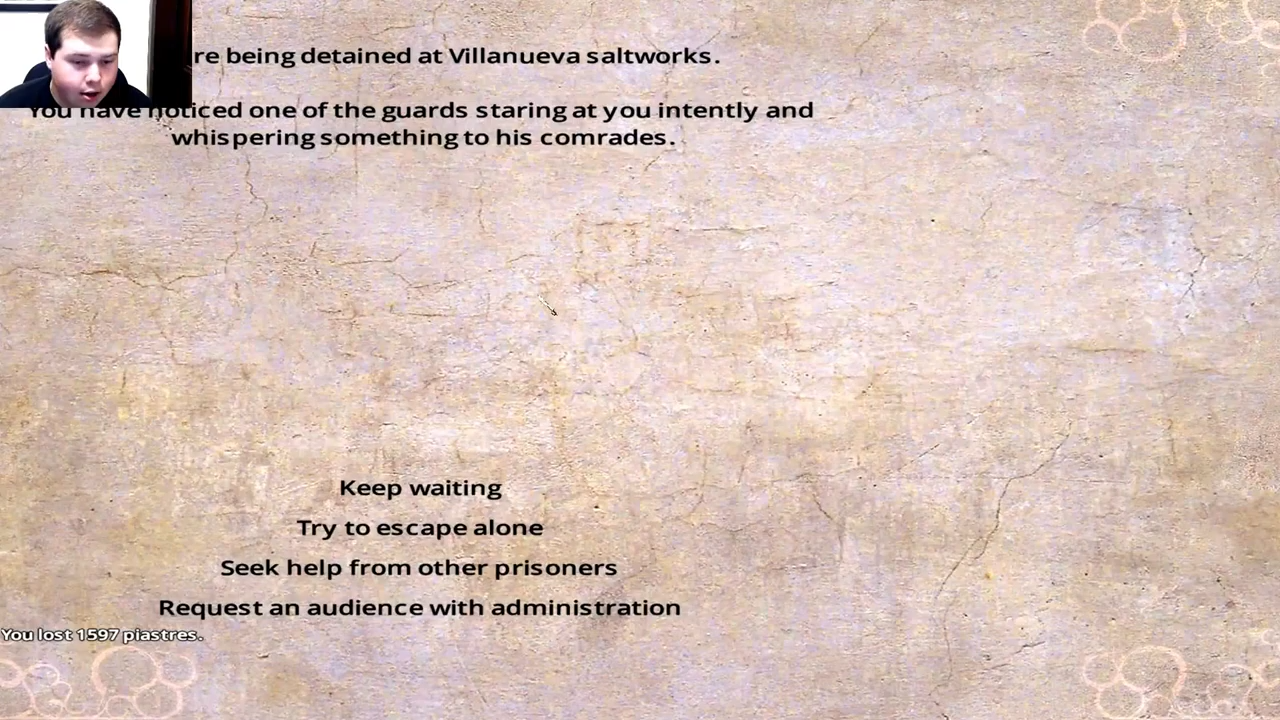 re being detained at Villanueva saltworks.
You have noticed one of the guards staring at you intently and
whispering something to his comrades.
Keep waiting
Try to escape alone
Seek help from other prisoners
Request an audience with administration
You lost 1597 piastres.